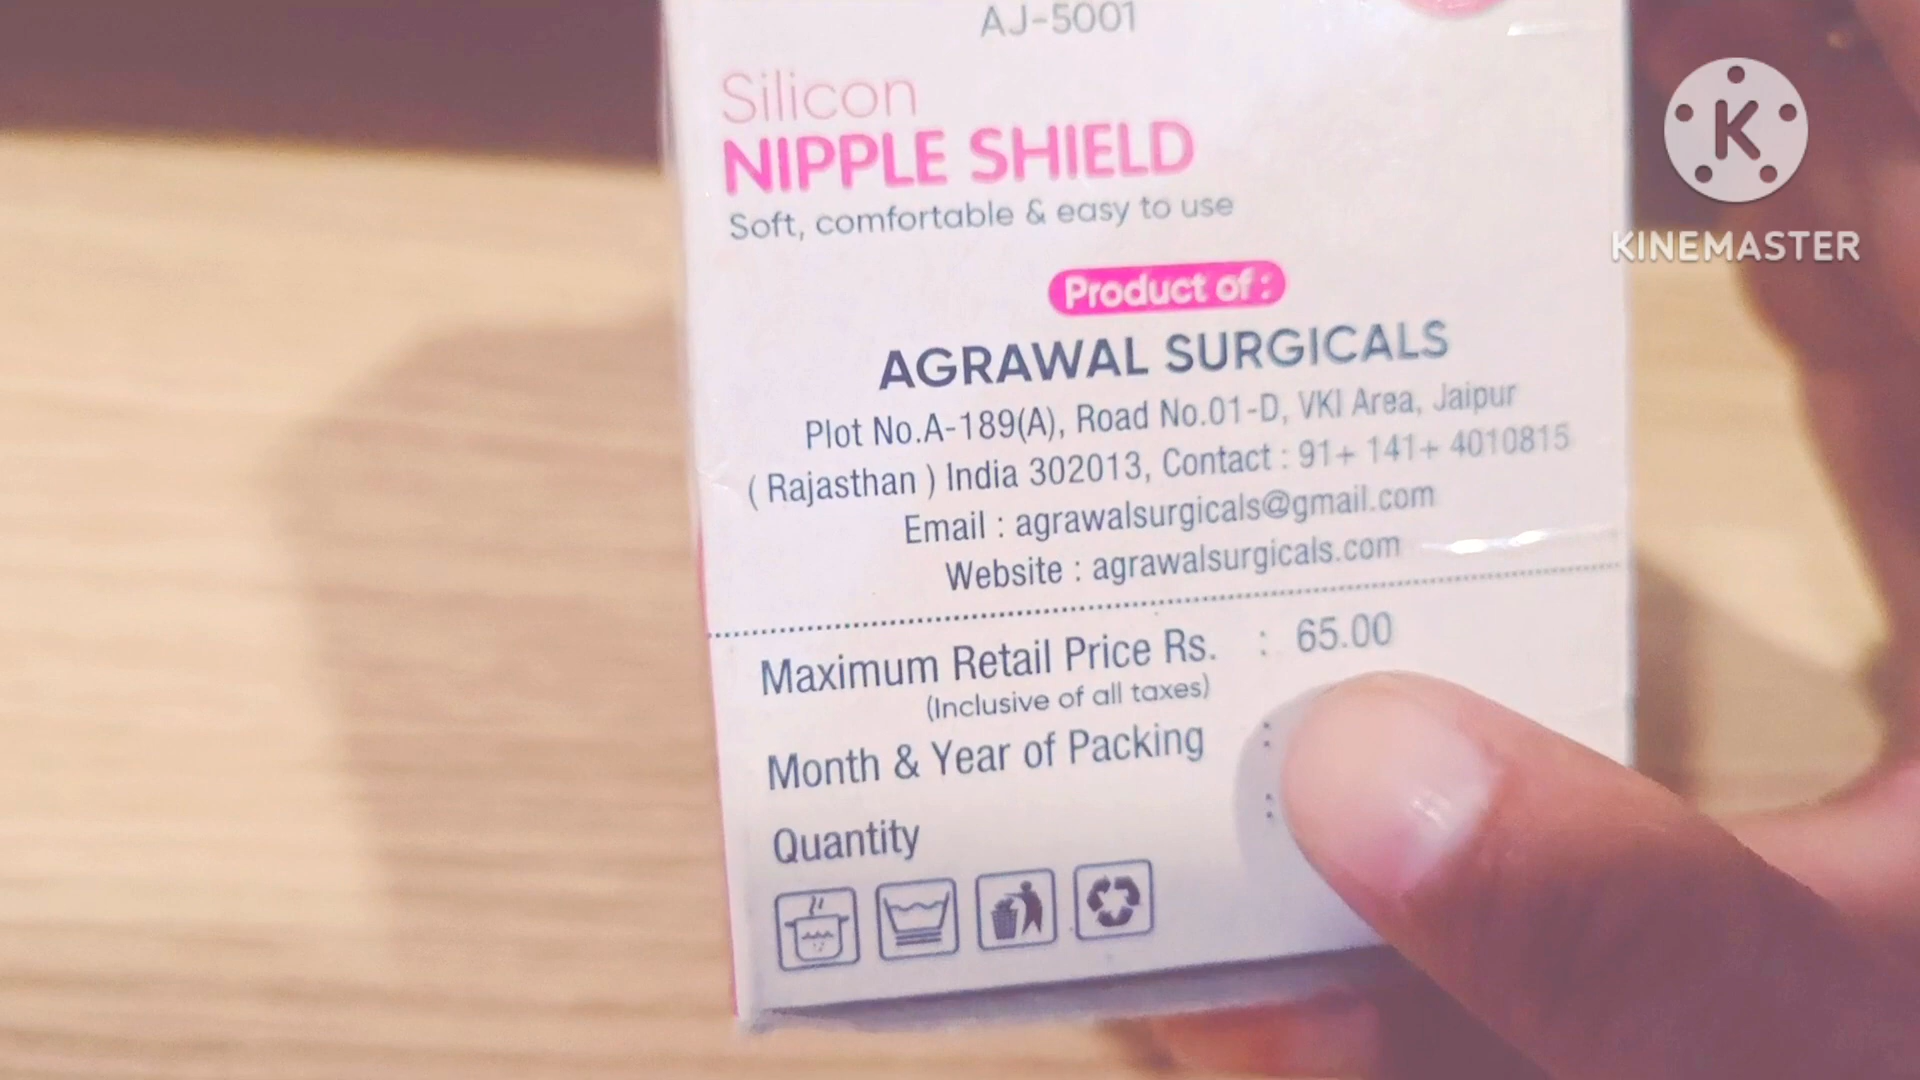 AJ-5001
Silicon
NIPPLE SHIELD
Soft, comfortable & easy to use
Product of :
AGRAWAL SURGICALS
Plot No.A-189(A), Road No.01-D, VKI Area, Jaipur
( Rajasthan ) India 302013, Contact : 91+ 141+ 4010815
Email : agrawalsurgicals@gmail.com
Website : agrawalsurgicals.com
Maximum Retail Price Rs. : 65.00
(Inclusive of all taxes)
Month & Year of Packing :
Quantity :
K
KINEMASTER